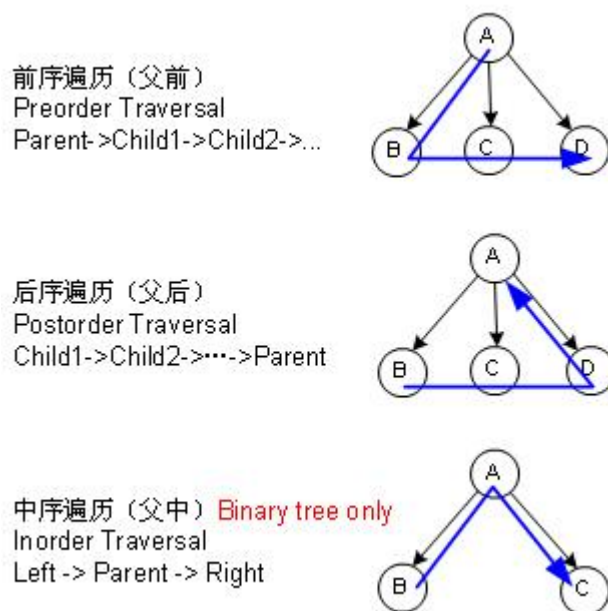 前序遍历（父前）
Preorder Traversal
Parent->Child1->Child2->...
A
B
C
D
后序遍历（父后）
Postorder Traversal
Child1->Child2->···->Parent
A
B
C
D
中序遍历（父中） Binary tree only
Inorder Traversal
Left -> Parent -> Right
A
B
C